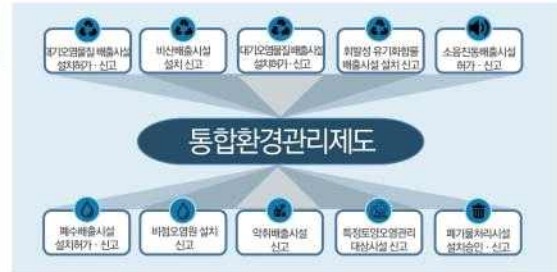 대기오염물질 배출시설
설치허가·신고
비산배출시설
설치 신고
대기오염물질 배출시설
설치허가·신고
휘발성 유기화합물
배출시설 설치 신고
소음진동배출시설
허가·신고
통합환경관리제도
폐수배출시설
설치허가·신고
비점오염원 설치
신고
악취배출시설
신고
특정토양오염관리
대상시설 신고
폐기물처리시설
설치승인·신고